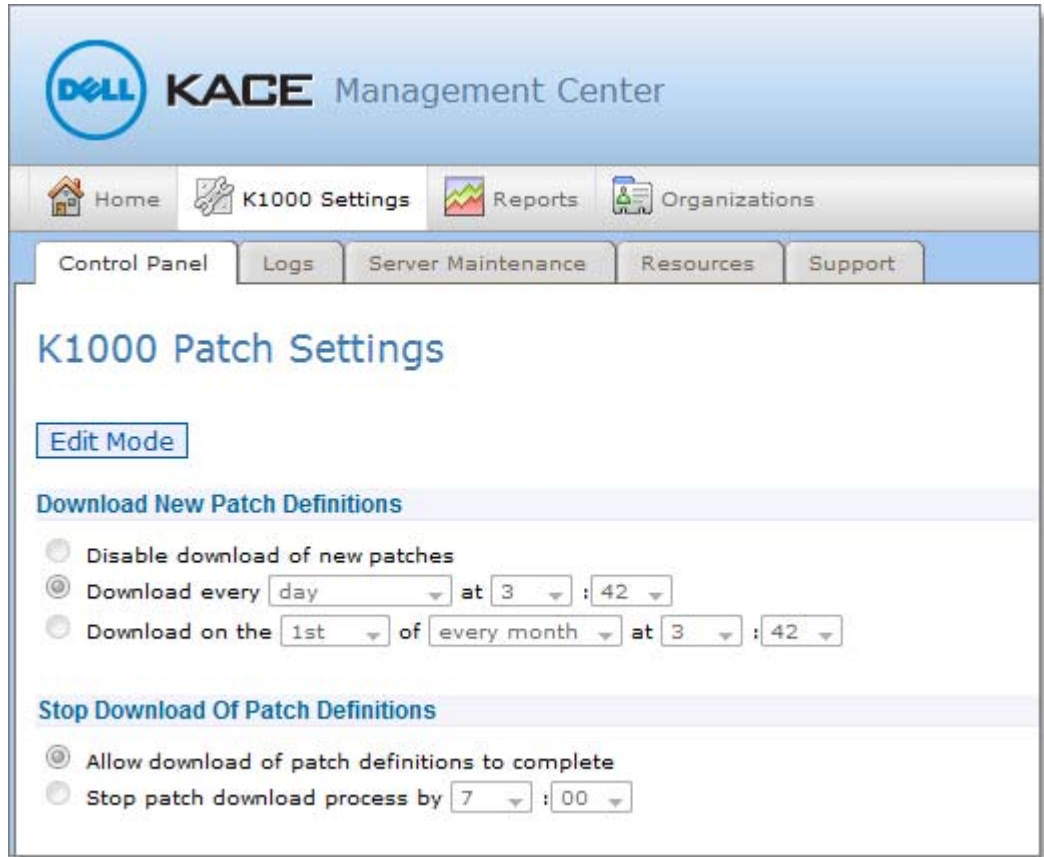 DELL KACE Management Center
Home K1000 Settings Reports Organizations
Control Panel Logs Server Maintenance Resources Support
K1000 Patch Settings
Edit Mode
Download New Patch Definitions
Disable download of new patches
Download every day at 3 : 42
Download on the 1st of every month at 3 : 42
Stop Download Of Patch Definitions
Allow download of patch definitions to complete
Stop patch download process by 7 : 00